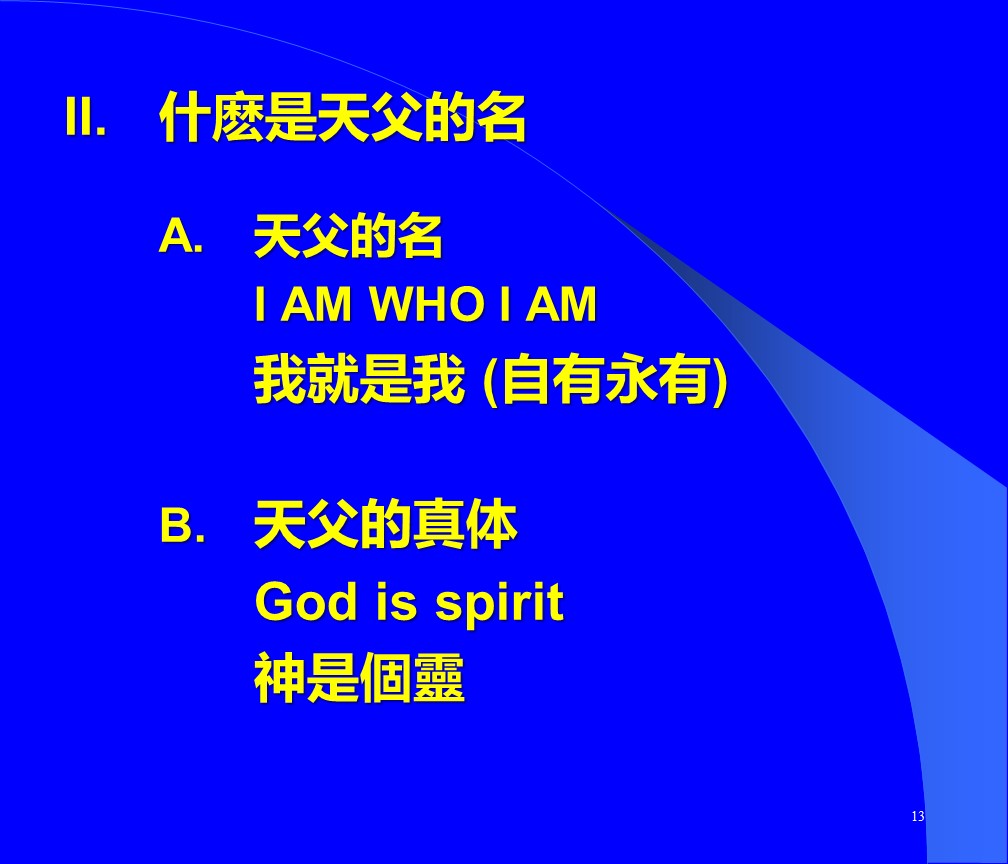 II. 什麽是天父的名
A. 天父的名
I AM WHO I AM
我就是我 (自有永有)
B. 天父的真体
God is spirit
神是個靈
13